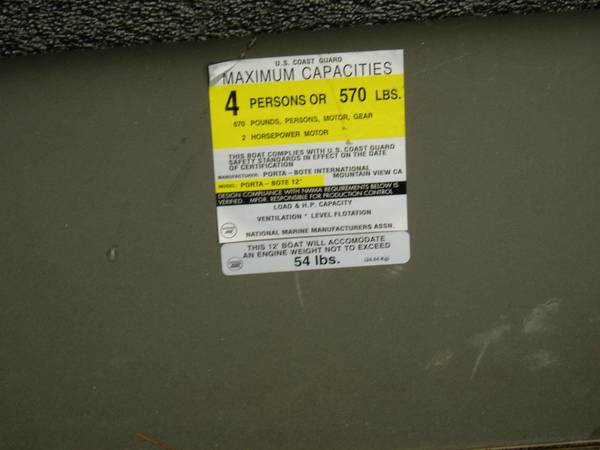 U.S. COAST GUARD
MAXIMUM CAPACITIES
4 PERSONS OR 570 LBS.
670 POUNDS, PERSONS, MOTOR, GEAR
2 HORSEPOWER MOTOR
THIS BOAT COMPLIES WITH U.S. COAST GUARD
SAFETY STANDARDS IN EFFECT ON THE DATE
OF CERTIFICATION
MANUFACTURER: PORTA-BOTE INTERNATIONAL
MOUNTAIN VIEW CA
MODEL: PORTA-BOTE 12'
DESIGN COMPLIANCE WITH NMMA REQUIREMENTS BELOW IS
VERIFIED. MFGR. RESPONSIBLE FOR PRODUCTION CONTROL
LOAD & H.P. CAPACITY
VENTILATION * LEVEL FLOTATION
NATIONAL MARINE MANUFACTURERS ASSN.
THIS 12' BOAT WILL ACCOMODATE
AN ENGINE WEIGHT NOT TO EXCEED
54 lbs.